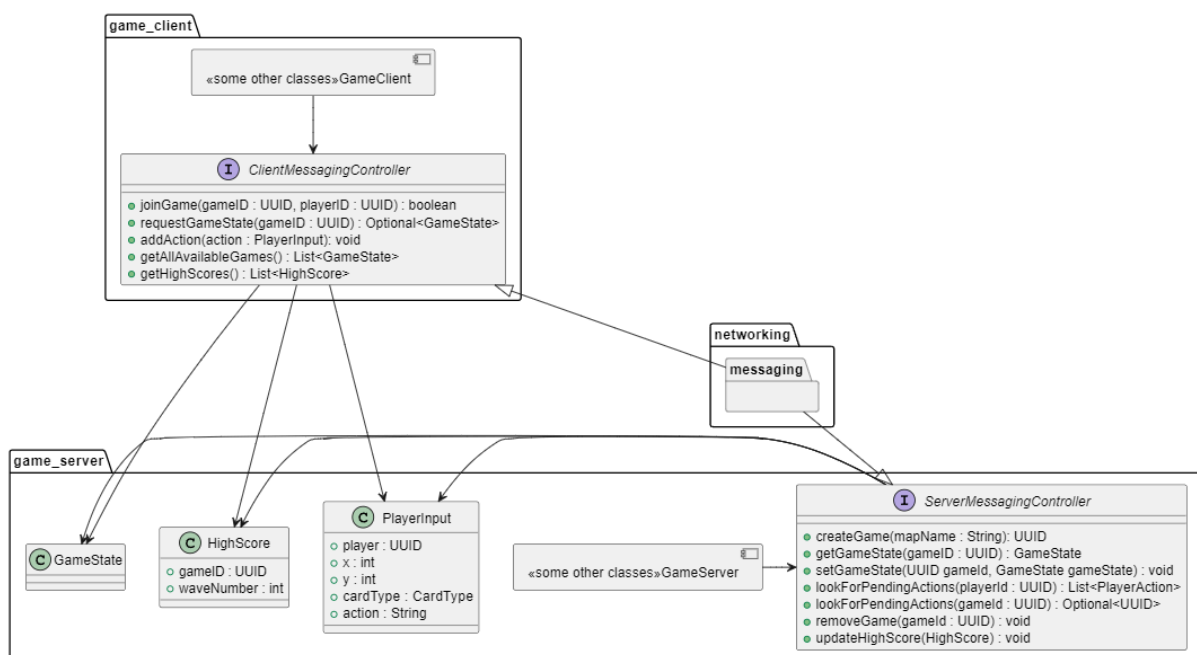 game_client
«some other classes»GameClient
I ClientMessagingController
joinGame(gameID : UUID, playerID : UUID) : boolean
requestGameState(gameID : UUID) : Optional<GameState>
addAction(action : PlayerInput): void
getAllAvailableGames() : List<GameState>
getHighScores() : List<HighScore>
networking
messaging
game_server
C GameState
C HighScore
gameID : UUID
waveNumber : int
C PlayerInput
player : UUID
x : int
y : int
cardType : CardType
action : String
«some other classes»GameServer
I ServerMessagingController
createGame(mapName : String): UUID
getGameState(gameID : UUID) : GameState
setGameState(UUID gameId, GameState gameState) : void
lookForPendingActions(playerId : UUID) : List<PlayerAction>
lookForPendingActions(gameId : UUID) : Optional<UUID>
removeGame(gameId : UUID) : void
updateHighScore(HighScore) : void